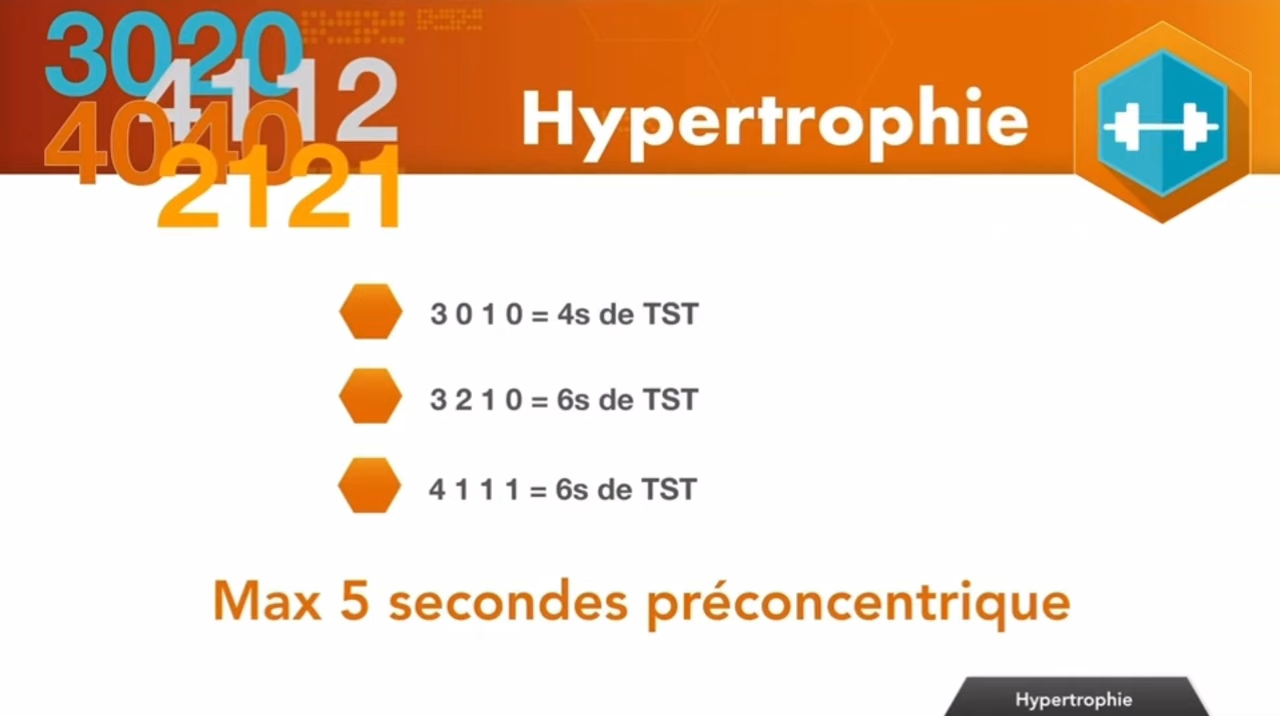 3020
4112
4040
2121
Hypertrophie
3 0 1 0 = 4s de TST
3 2 1 0 = 6s de TST
4 1 1 1 = 6s de TST
Max 5 secondes préconcentrique
Hypertrophie